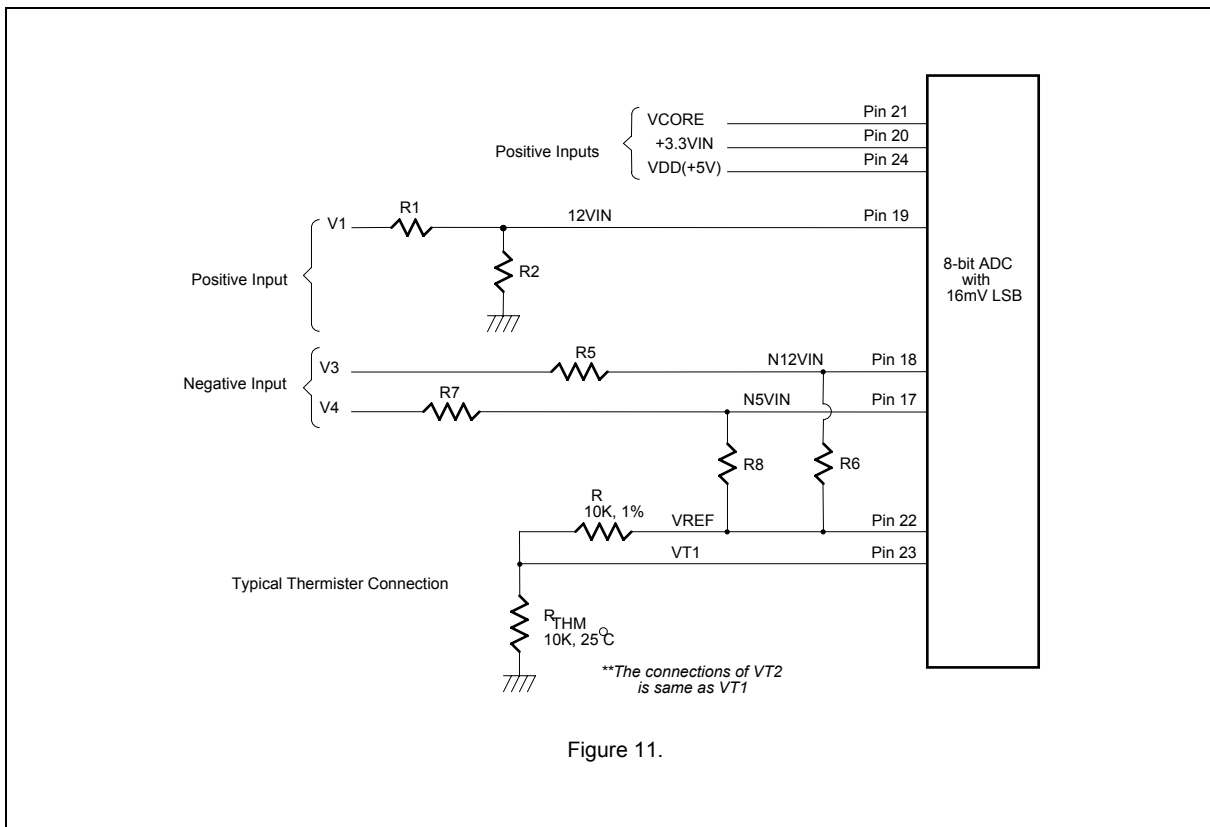 Positive Inputs
VCORE
Pin 21
+3.3VIN
Pin 20
VDD(+5V)
Pin 24
Positive Input
V1
R1
12VIN
Pin 19
R2
8-bit ADC
with
16mV LSB
Negative Input
V3
R5
N12VIN
Pin 18
V4
R7
N5VIN
Pin 17
R8
R6
R
10K, 1%
VREF
Pin 22
VT1
Pin 23
Typical Thermister Connection
RTHM
10K, 25°C
**The connections of VT2
is same as VT1
Figure 11.